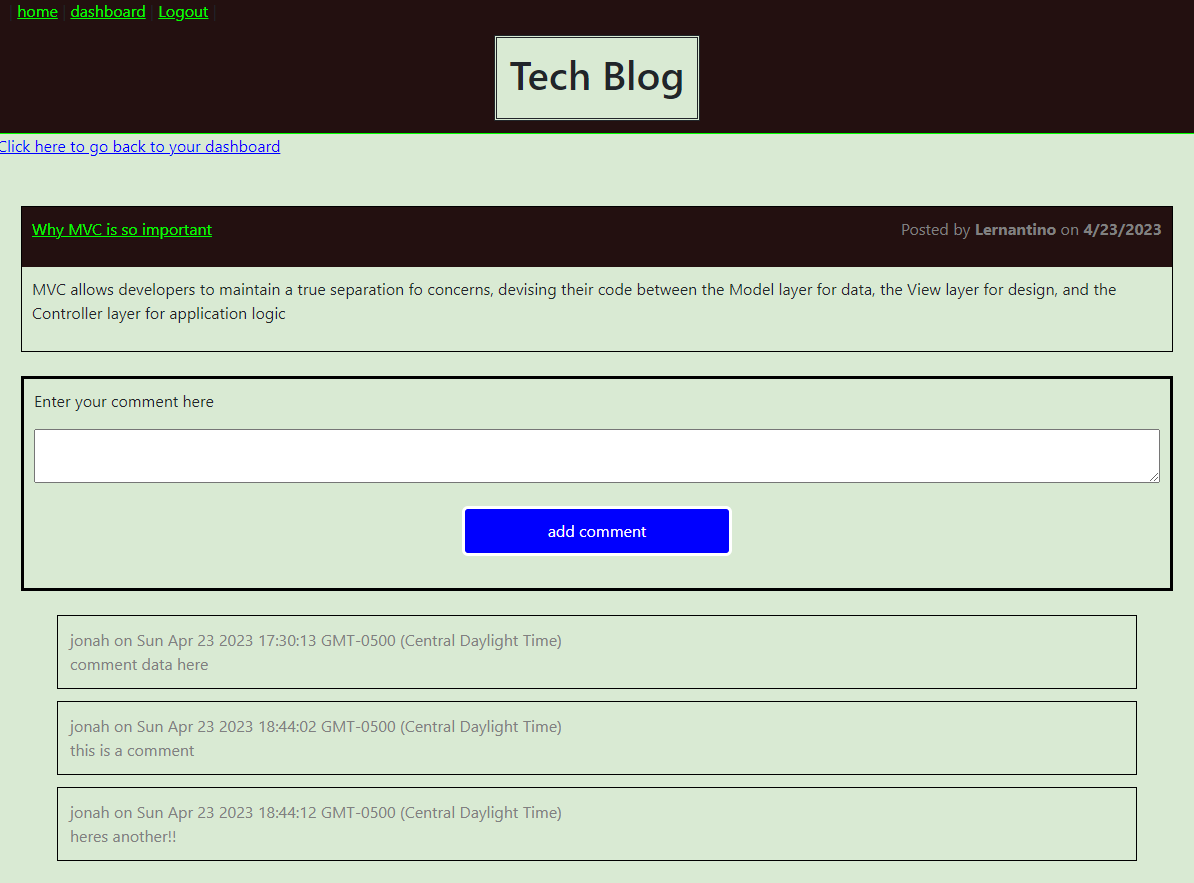 | home | dashboard | Logout |
Tech Blog
Click here to go back to your dashboard
Why MVC is so important
Posted by Lernantino on 4/23/2023
MVC allows developers to maintain a true separation fo concerns, devising their code between the Model layer for data, the View layer for design, and the
Controller layer for application logic
Enter your comment here
add comment
jonah on Sun Apr 23 2023 17:30:13 GMT-0500 (Central Daylight Time)
comment data here
jonah on Sun Apr 23 2023 18:44:02 GMT-0500 (Central Daylight Time)
this is a comment
jonah on Sun Apr 23 2023 18:44:12 GMT-0500 (Central Daylight Time)
heres another!!